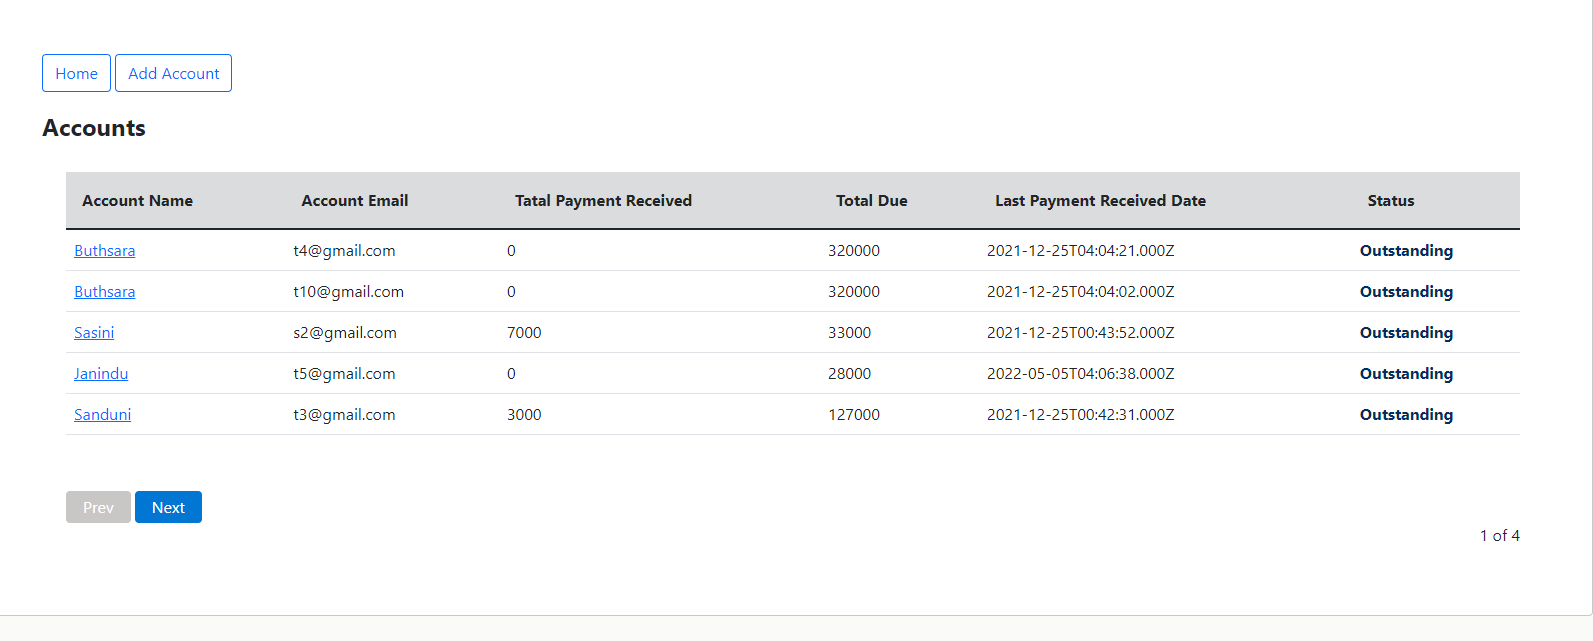 Home Add Account
Accounts
Account Name Account Email Tatal Payment Received Total Due Last Payment Received Date Status
Buthsara t4@gmail.com 0 320000 2021-12-25T04:04:21.000Z Outstanding
Buthsara t10@gmail.com 0 320000 2021-12-25T04:04:02.000Z Outstanding
Sasini s2@gmail.com 7000 33000 2021-12-25T00:43:52.000Z Outstanding
Janindu t5@gmail.com 0 28000 2022-05-05T04:06:38.000Z Outstanding
Sanduni t3@gmail.com 3000 127000 2021-12-25T00:42:31.000Z Outstanding
Prev Next
1 of 4